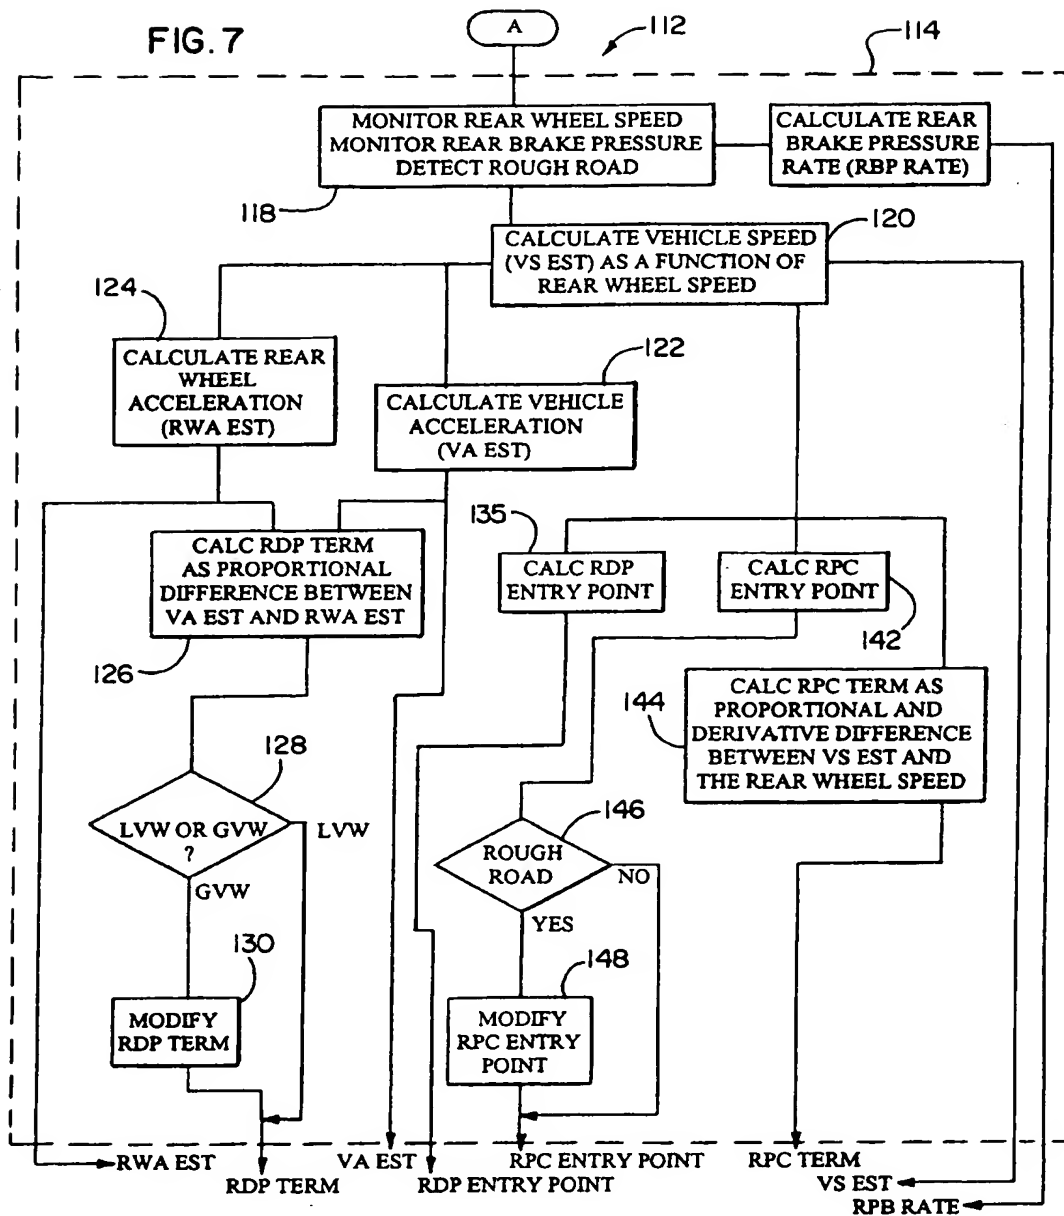 FIG. 7
A
112
114
MONITOR REAR WHEEL SPEED
MONITOR REAR BRAKE PRESSURE
DETECT ROUGH ROAD
CALCULATE REAR
BRAKE PRESSURE
RATE (RBP RATE)
118
120
CALCULATE VEHICLE SPEED
(VS EST) AS A FUNCTION OF
REAR WHEEL SPEED
124
CALCULATE REAR
WHEEL
ACCELERATION
(RWA EST)
122
CALCULATE VEHICLE
ACCELERATION
(VA EST)
CALC RDP TERM
AS PROPORTIONAL
DIFFERENCE BETWEEN
VA EST AND RWA EST
126
135
CALC RDP
ENTRY POINT
CALC RPC
ENTRY POINT
142
144
CALC RPC TERM AS
PROPORTIONAL AND
DERIVATIVE DIFFERENCE
BETWEEN VS EST AND
THE REAR WHEEL SPEED
128
LVW OR GVW
?
LVW
GVW
146
ROUGH
ROAD
NO
YES
130
MODIFY
RDP TERM
148
MODIFY
RPC ENTRY
POINT
RWA EST
RDP TERM
VA EST
RDP ENTRY POINT
RPC ENTRY POINT
RPC TERM
VS EST
RPB RATE